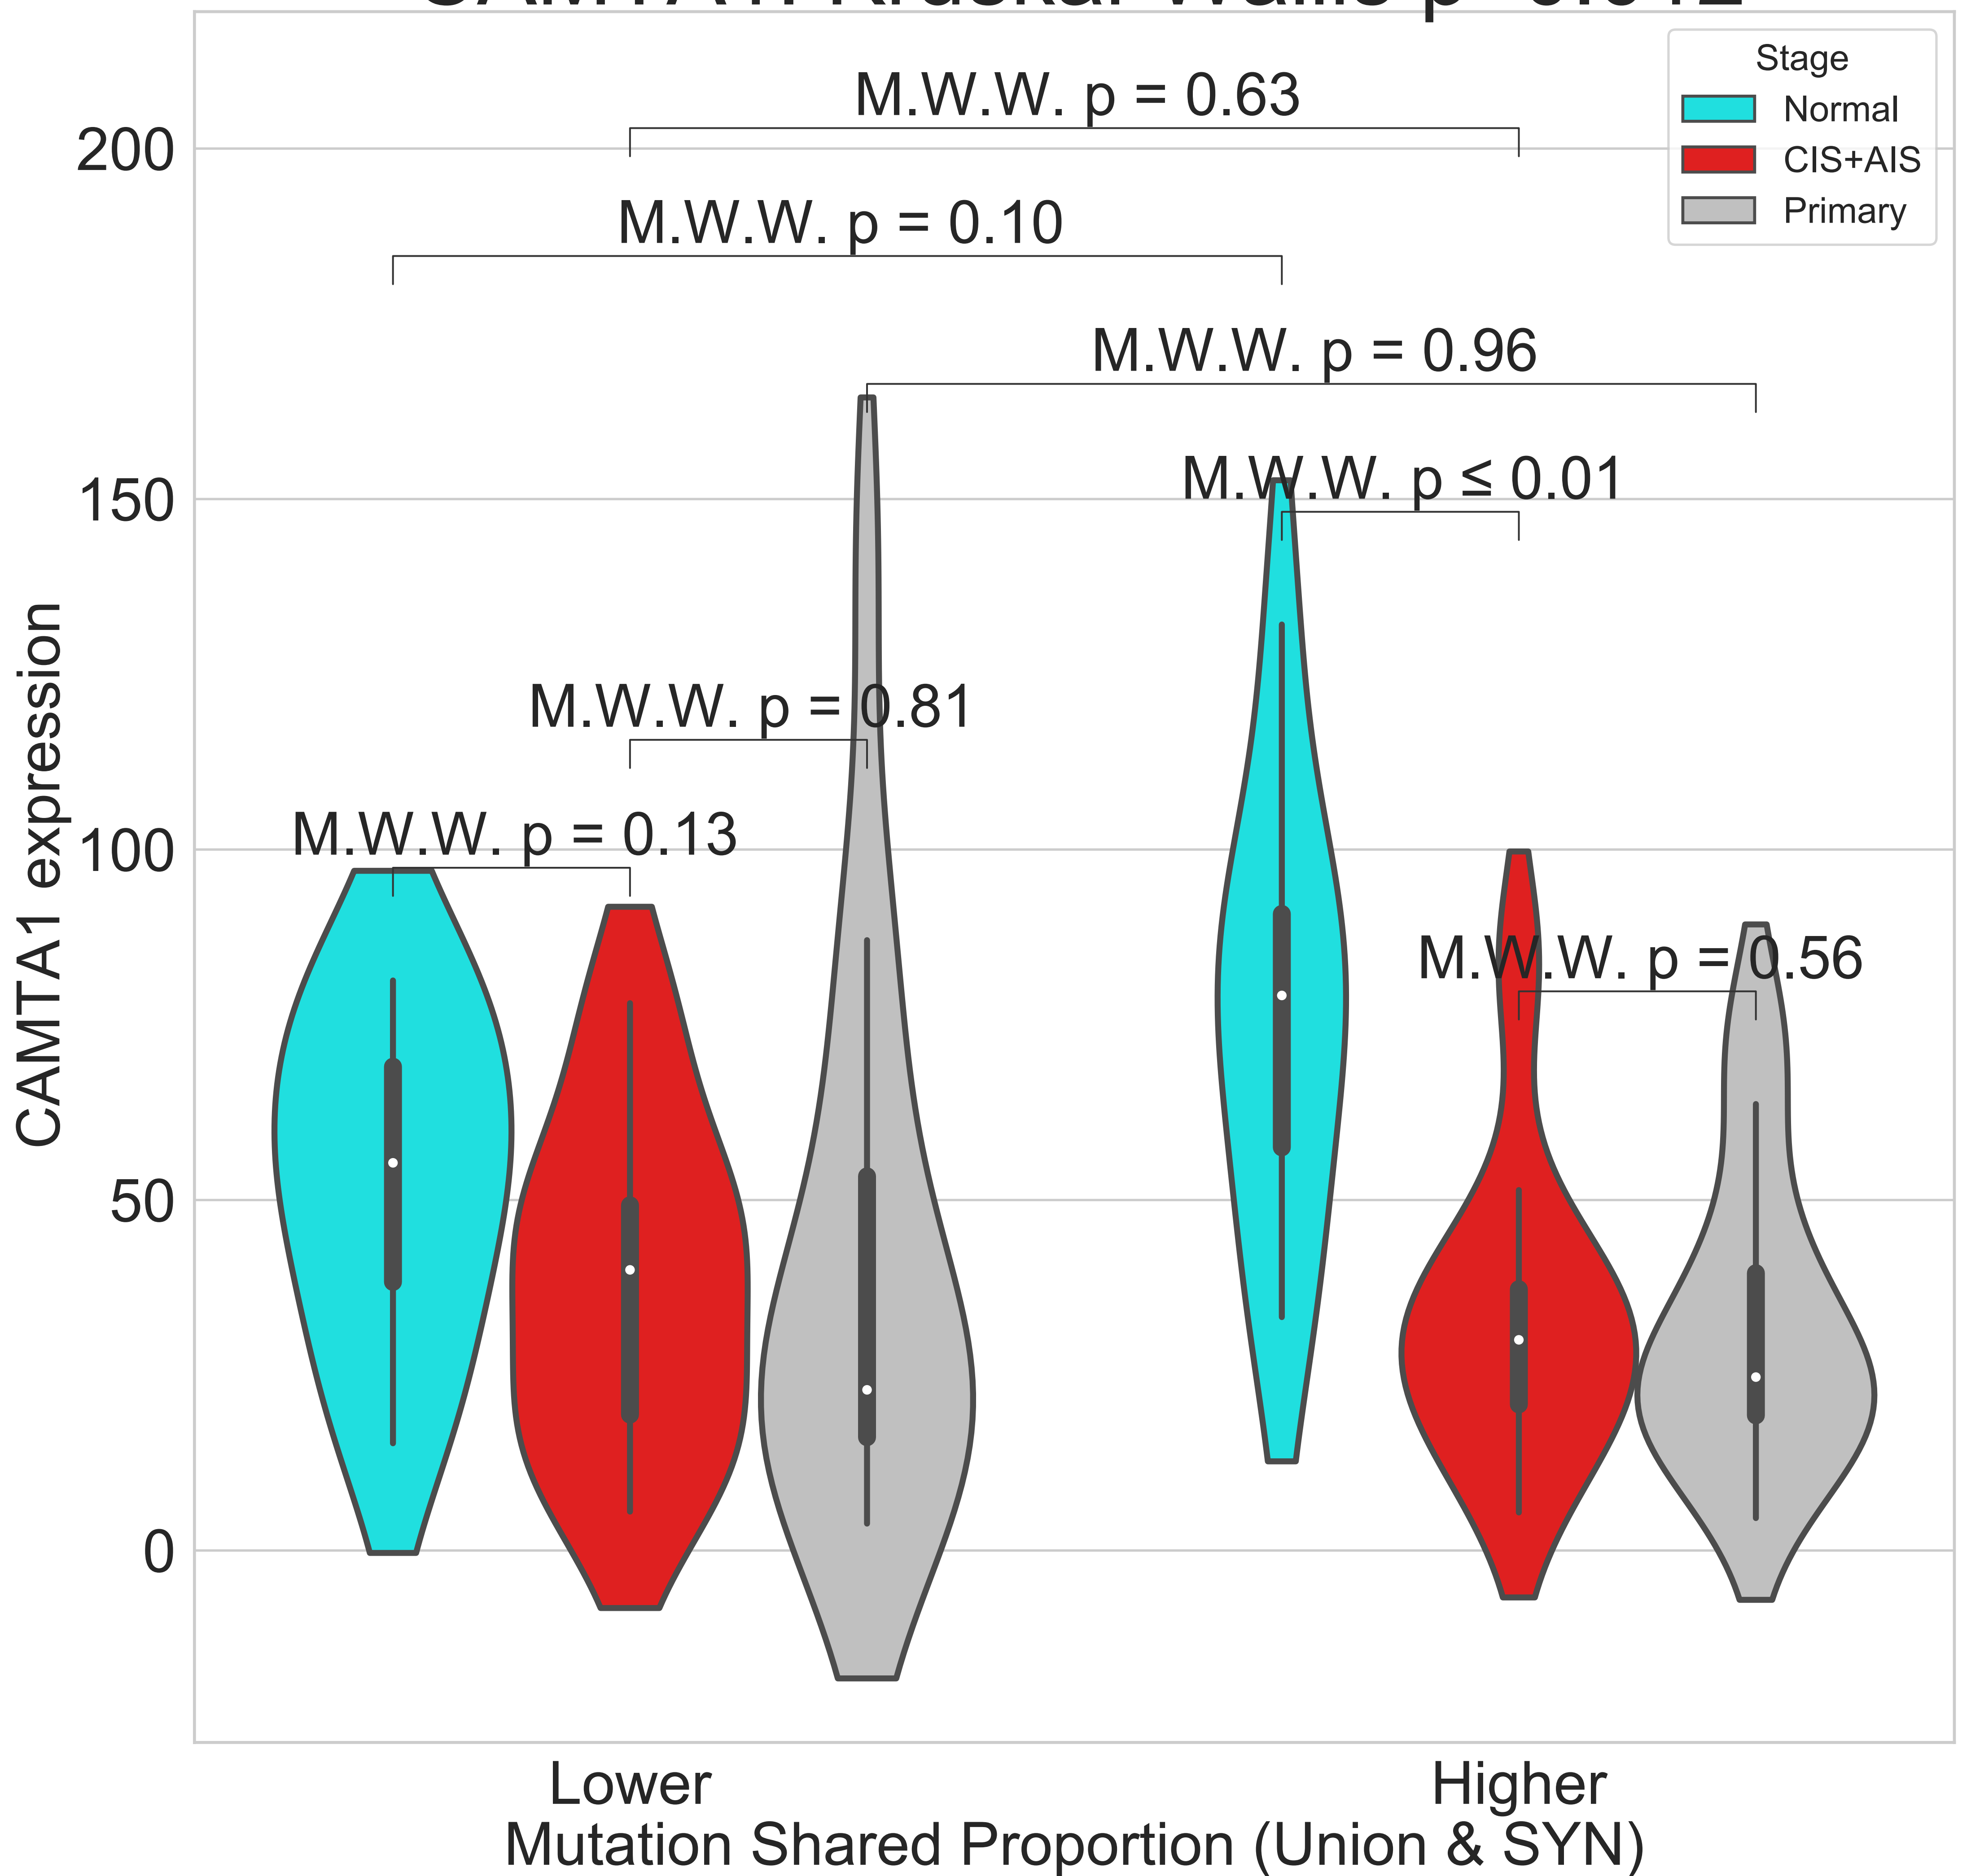 Stage
Normal
CIS+AIS
Primary
M.W.W. p = 0.63
M.W.W. p = 0.10
M.W.W. p = 0.96
M.W.W. p ≤ 0.01
M.W.W. p = 0.81
M.W.W. p = 0.13
M.W.W. p = 0.56
CAMTA1 expression
200
150
100
50
0
Lower
Higher
Mutation Shared Proportion (Union & SYN)